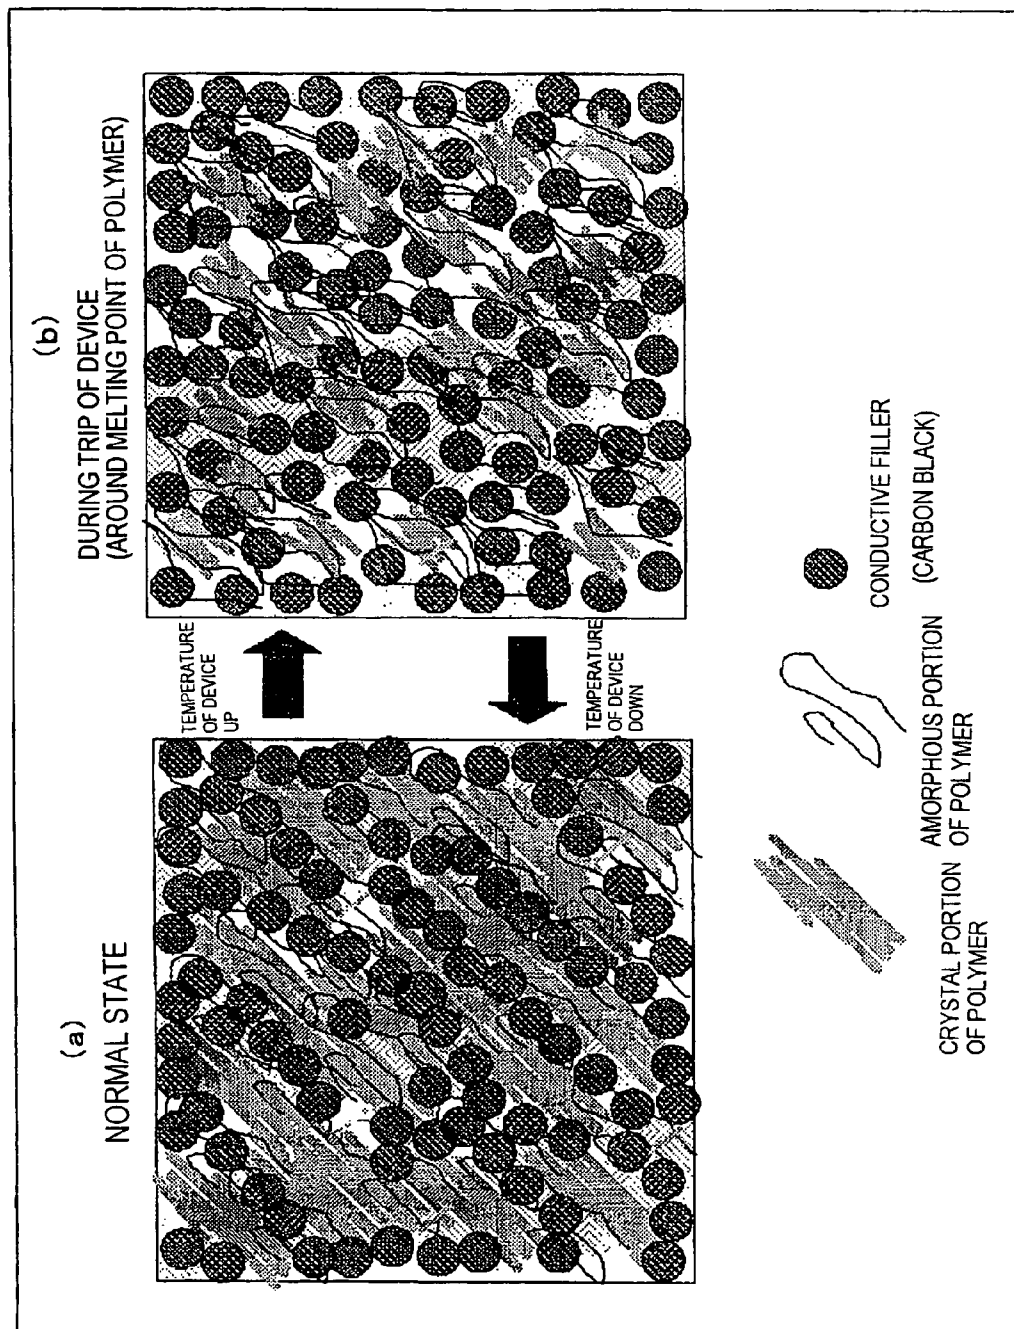 (a)
NORMAL STATE
TEMPERATURE
OF DEVICE
UP
TEMPERATURE
OF DEVICE
DOWN
(b)
DURING TRIP OF DEVICE
(AROUND MELTING POINT OF POLYMER)
CRYSTAL PORTION
OF POLYMER
AMORPHOUS PORTION
OF POLYMER
CONDUCTIVE FILLER
(CARBON BLACK)